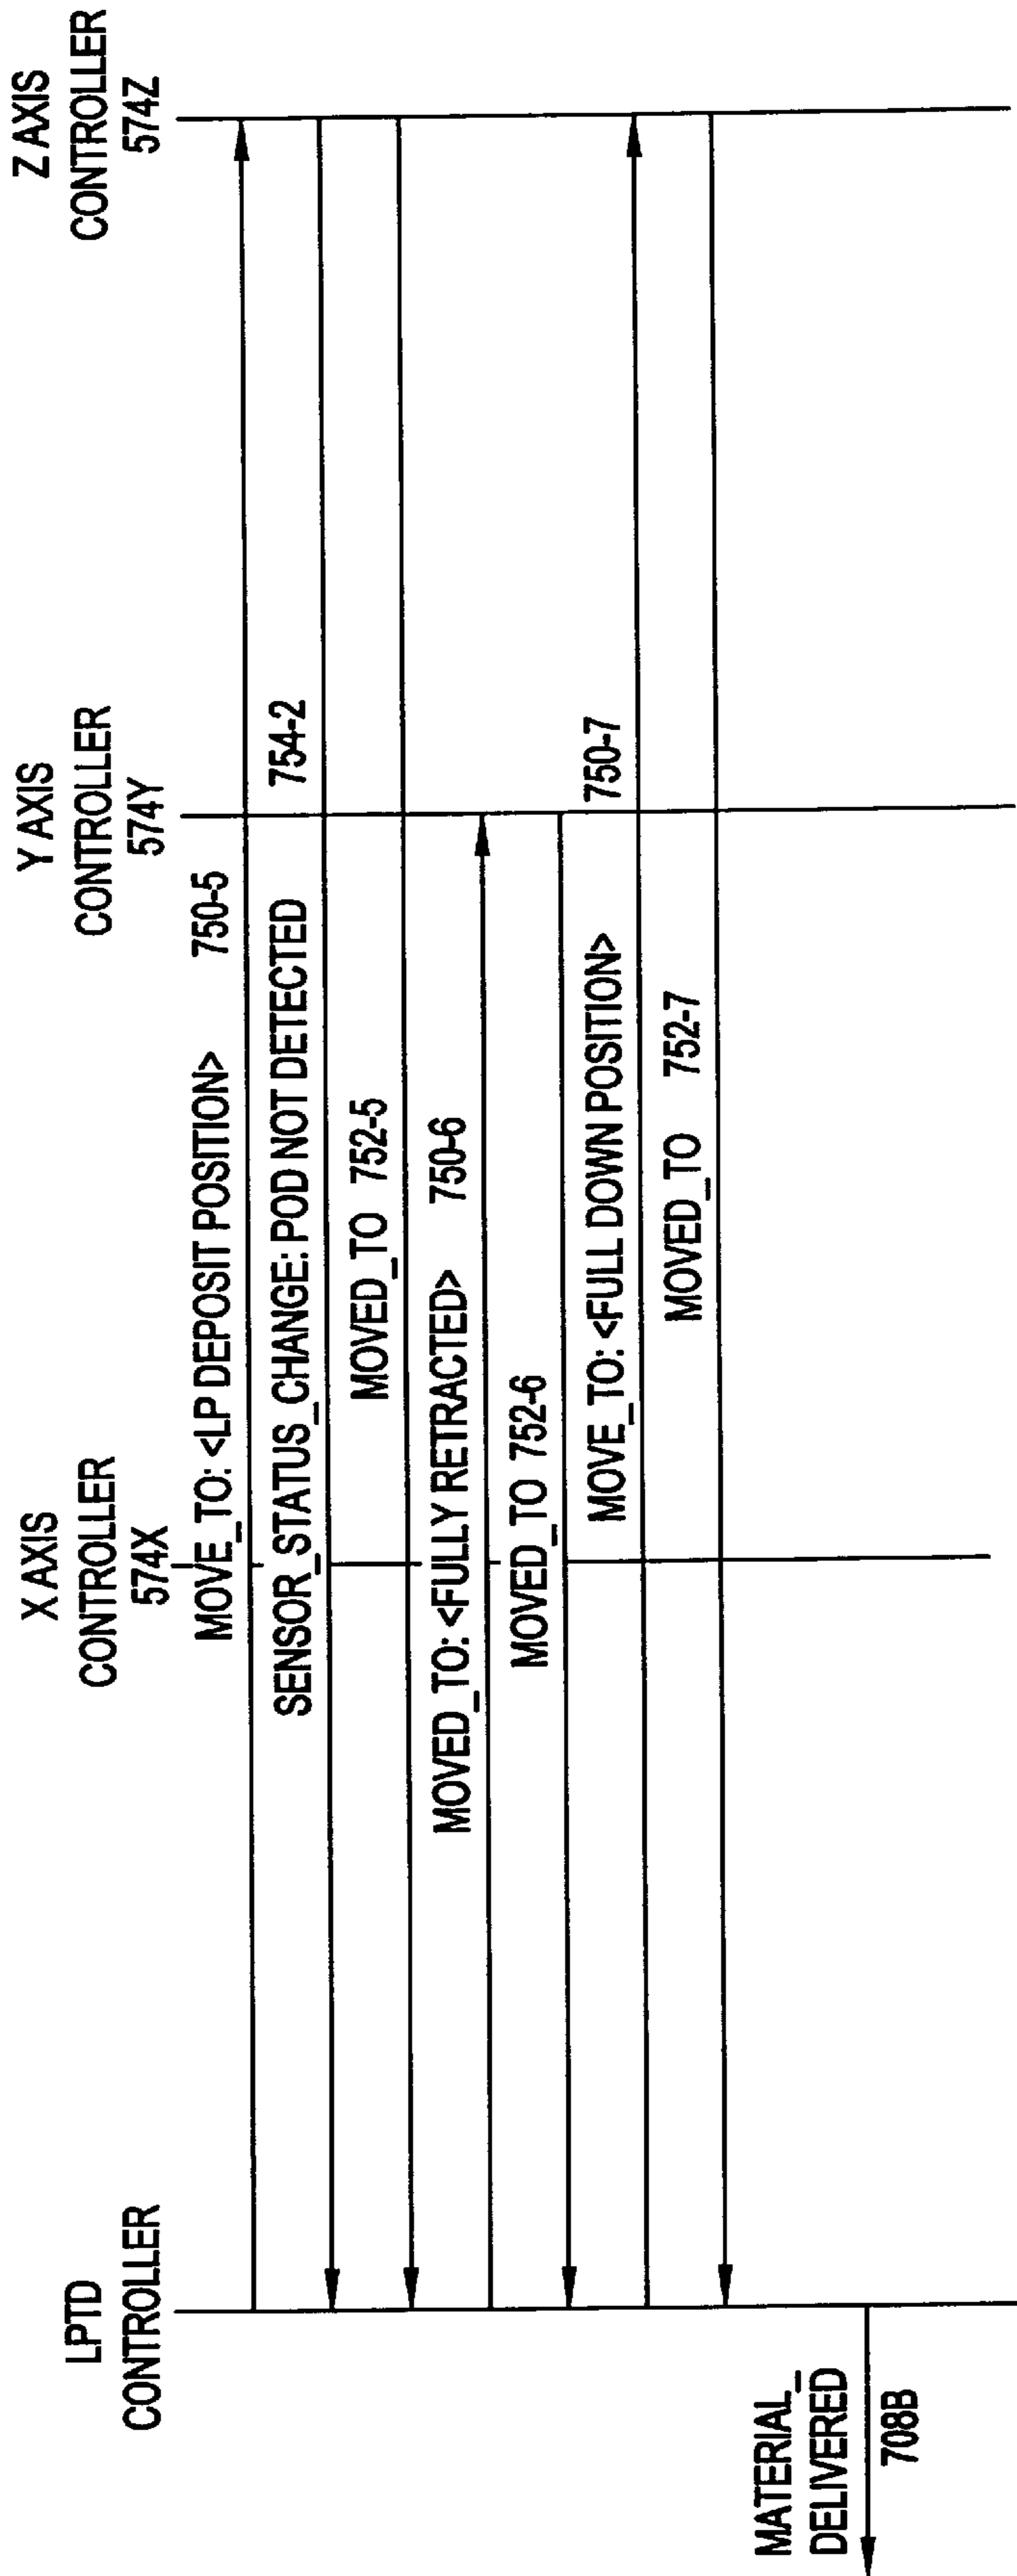 LPTD
CONTROLLER
X AXIS
CONTROLLER
574X
Y AXIS
CONTROLLER
574Y
Z AXIS
CONTROLLER
574Z
MOVE_TO: <LP DEPOSIT POSITION> 750-5
SENSOR_STATUS_CHANGE: POD NOT DETECTED 754-2
MOVED_TO 752-5
MOVED_TO: <FULLY RETRACTED> 750-6
MOVED_TO 752-6
MOVE_TO: <FULL DOWN POSITION> 750-7
MOVED_TO 752-7
MATERIAL_
DELIVERED
708B